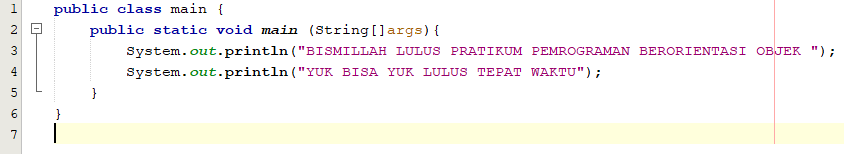 1 public class main {
2 public static void main (String[]args){
3 System.out.println("BISMILLAH LULUS PRATIKUM PEMROGRAMAN BERORIENTASI OBJEK ");
4 System.out.println("YUK BISA YUK LULUS TEPAT WAKTU");
5 }
6 }
7